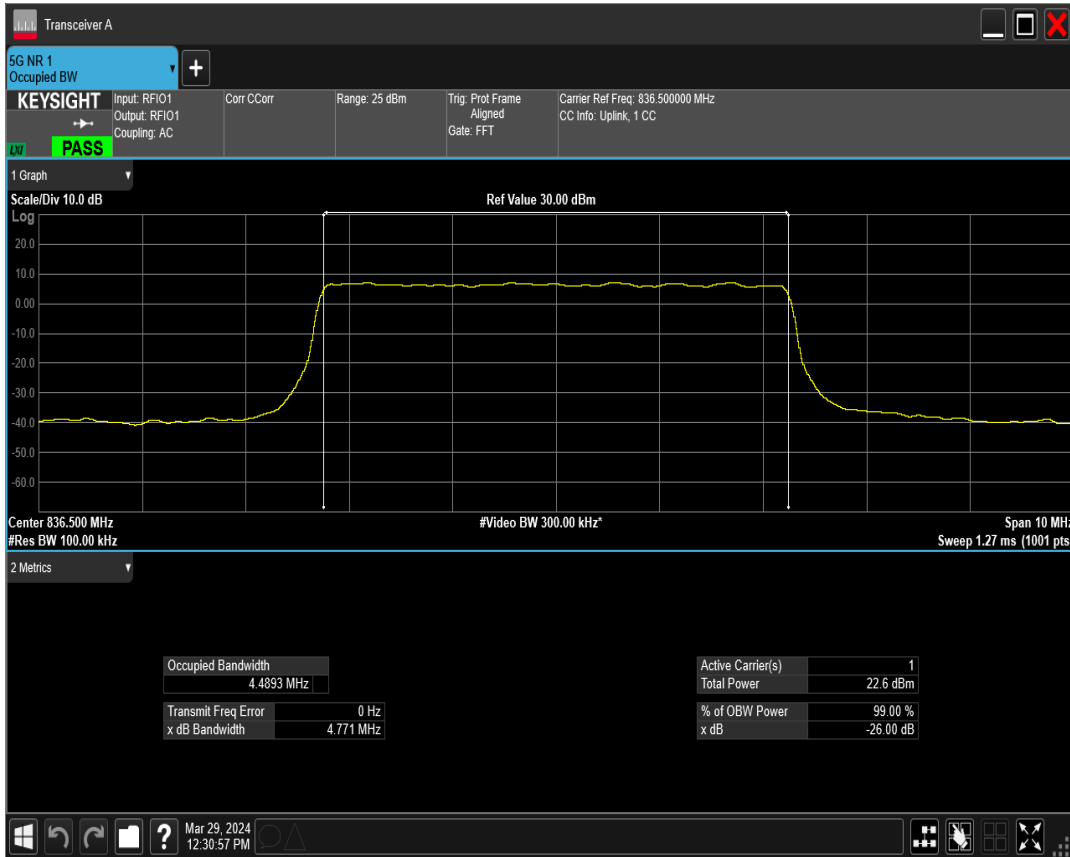 Transceiver A
5G NR 1
Occupied BW
KEYSIGHT
LXI
PASS
Input: RFIO1
Output: RFIO1
Coupling: AC
Corr CCorr
Range: 25 dBm
Trig: Prot Frame
Aligned
Gate: FFT
Carrier Ref Freq: 836.500000 MHz
CC Info: Uplink, 1 CC
1 Graph
Scale/Div 10.0 dB
Ref Value 30.00 dBm
Log
20.0
10.0
0.00
-10.0
-20.0
-30.0
-40.0
-50.0
-60.0
Center 836.500 MHz
#Video BW 300.00 kHz*
Span 10 MHz
#Res BW 100.00 kHz
Sweep 1.27 ms (1001 pts
2 Metrics
Occupied Bandwidth
4.4893 MHz
Transmit Freq Error 0 Hz
x dB Bandwidth 4.771 MHz
Active Carrier(s) 1
Total Power 22.6 dBm
% of OBW Power 99.00 %
x dB -26.00 dB
?
Mar 29, 2024
12:30:57 PM